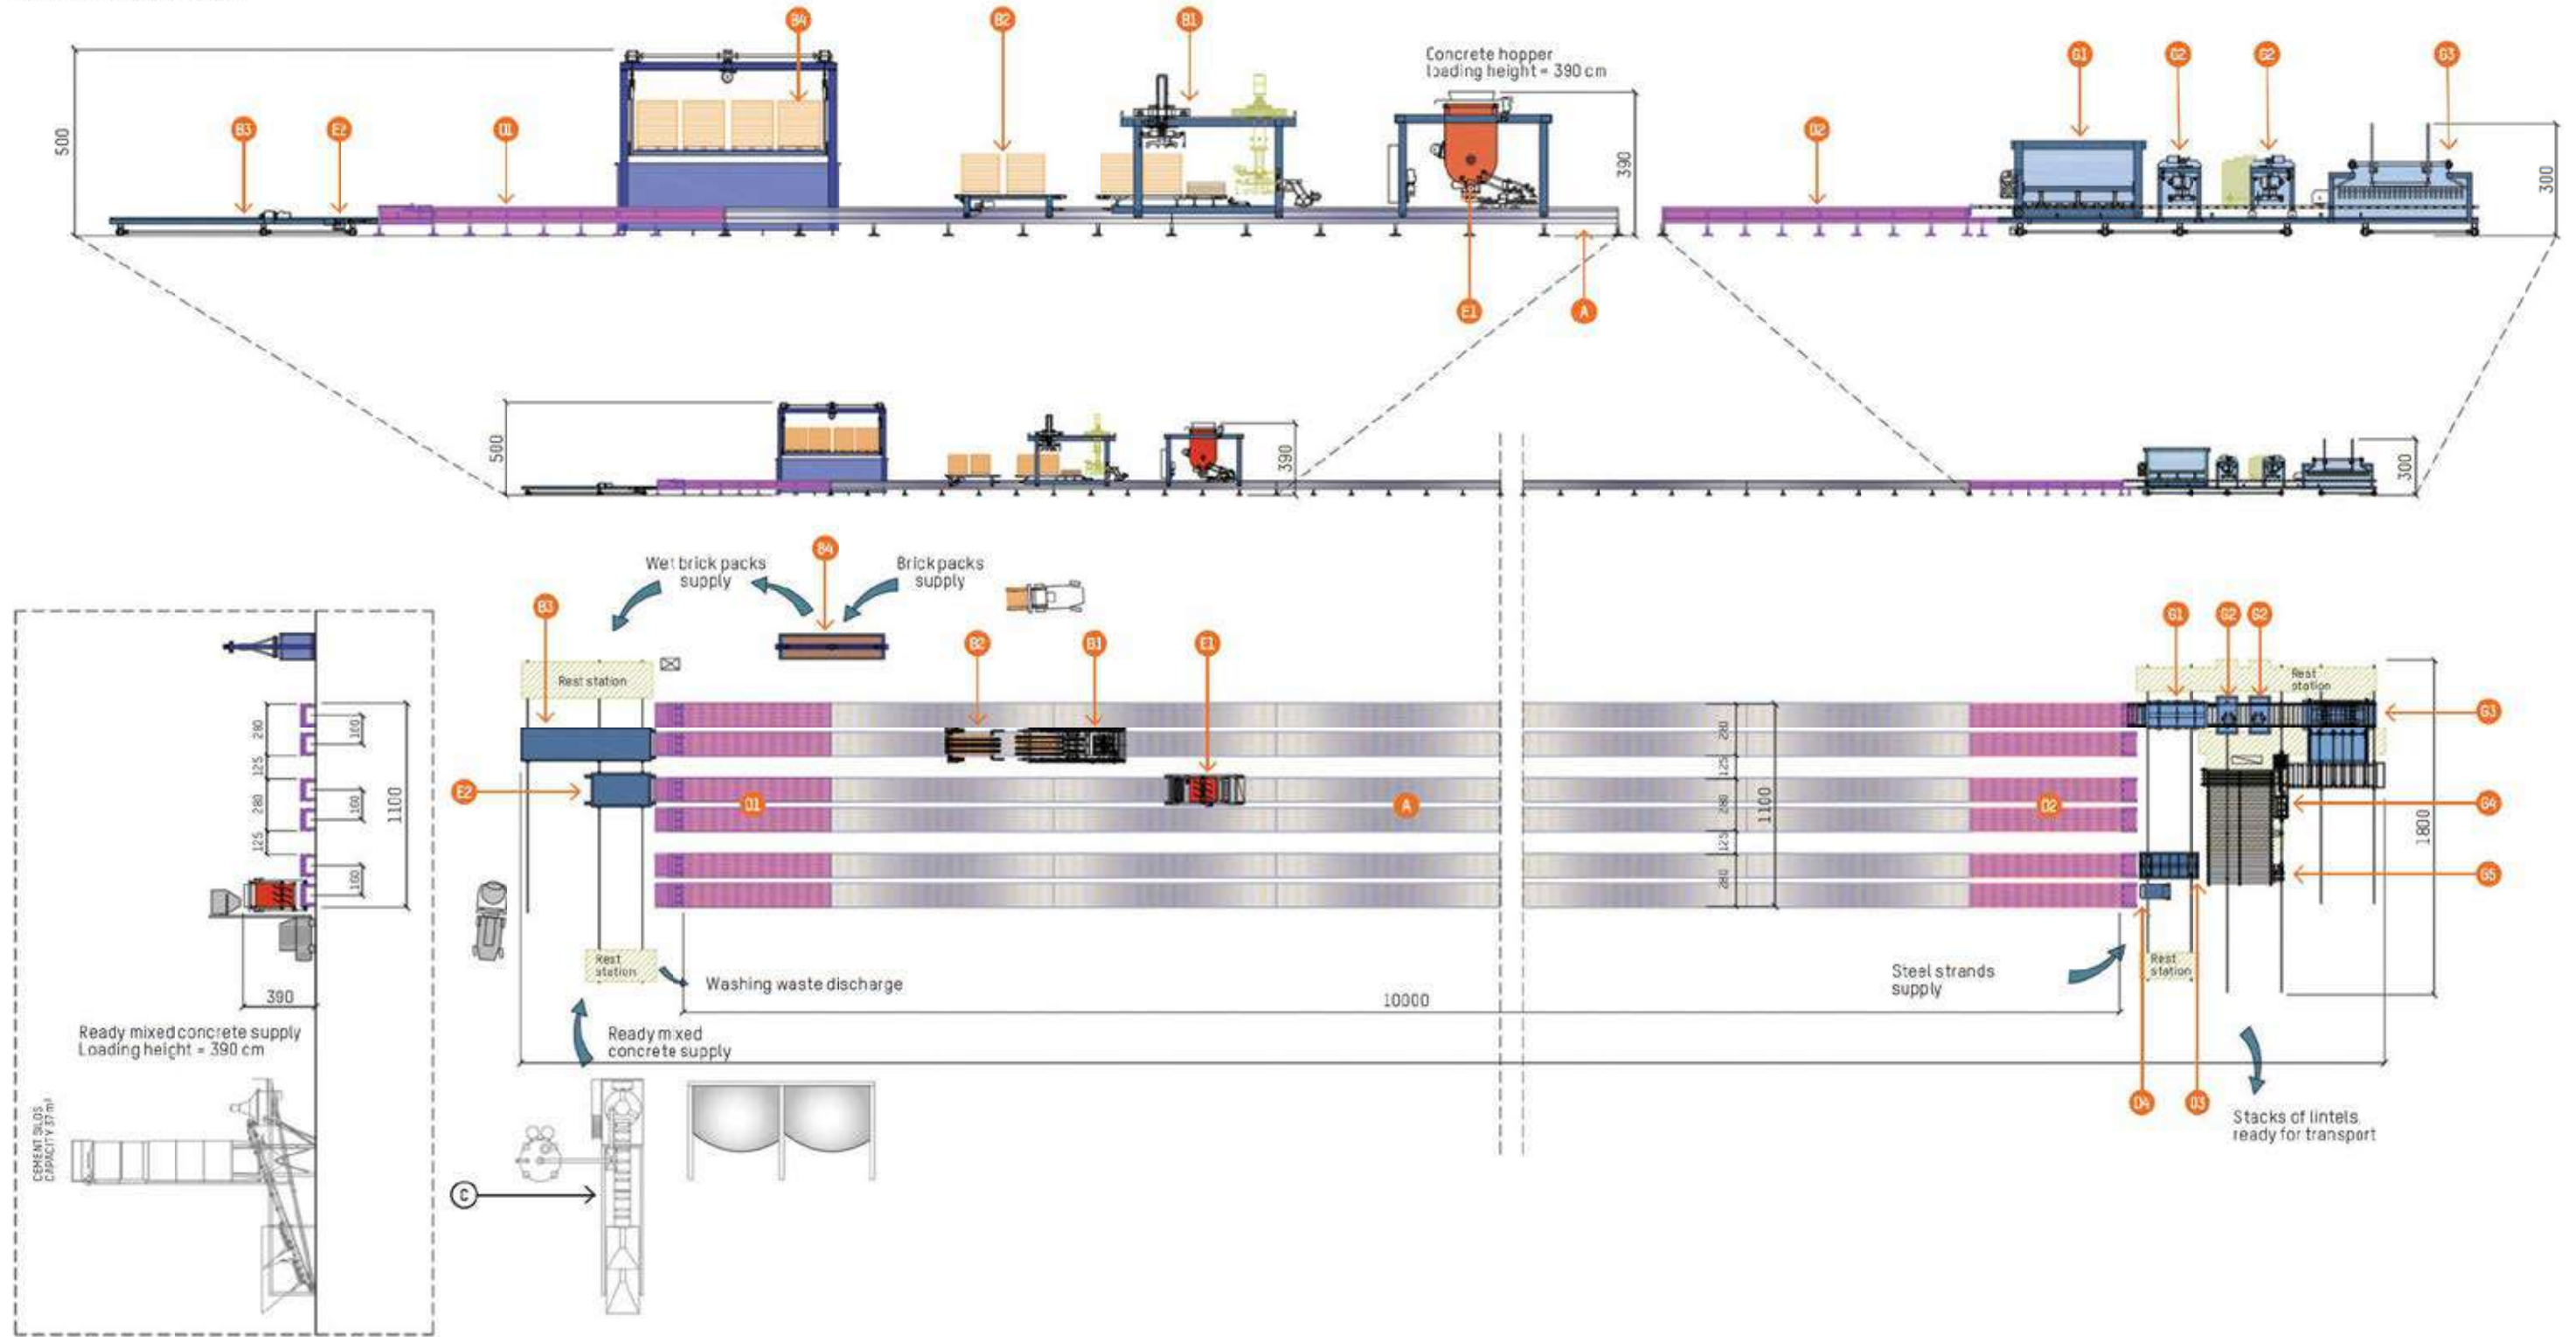 B4
B2
B1
Concrete hopper
loading height = 390 cm
G1
G2
G2
G3
B3
E2
D1
D2
500
390
300
E1
A
500
390
300
Wet brick packs
supply
B4
Brick packs
supply
B3
B2
B1
E1
G1
G2
G2
Rest station
Rest
station
G3
280
125
280
125
160
160
160
1100
E2
D1
A
280
125
280
125
280
1100
D2
G4
1800
G5
Rest
station
Washing waste discharge
Steel strands
supply
Rest
station
390
10000
Ready mixed concrete supply
Loading height = 390 cm
Ready mixed
concrete supply
D4
D3
Stacks of lintels
ready for transport
CEMENT SILOS
CAPACITY 37 m³
C